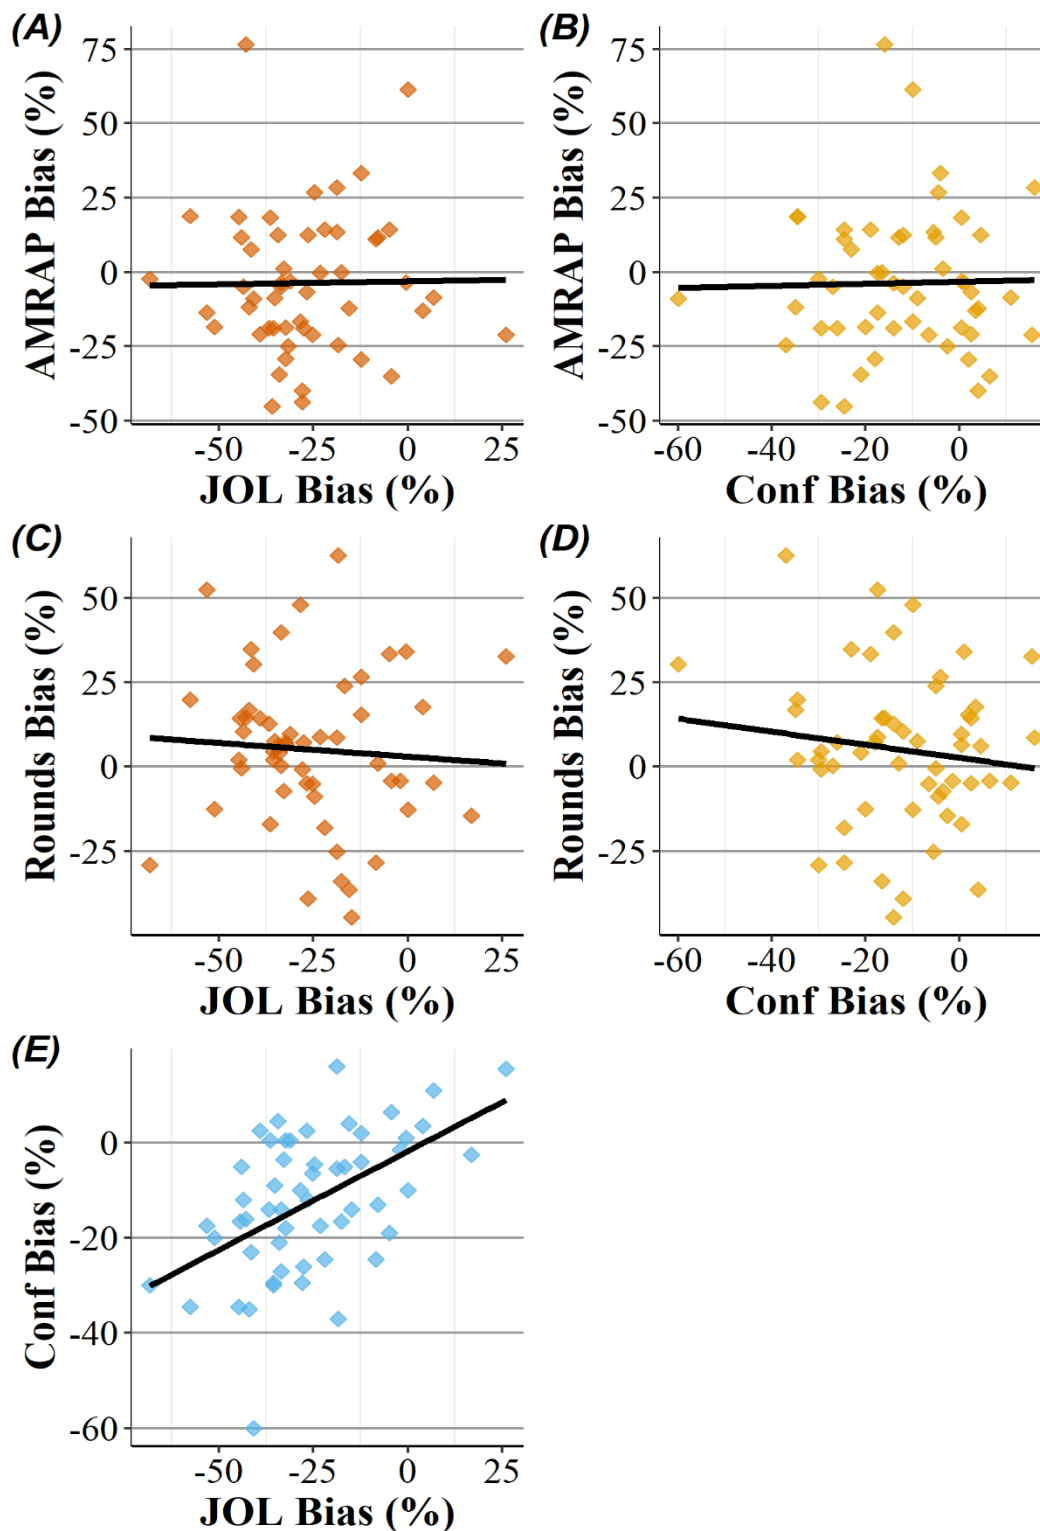 (A)
AMRAP Bias (%)
75
50
25
0
-25
-50
-50 -25 0 25
JOL Bias (%)
(B)
AMRAP Bias (%)
75
50
25
0
-25
-50
-60 -40 -20 0
Conf Bias (%)
(C)
Rounds Bias (%)
50
25
0
-25
-50 -25 0 25
JOL Bias (%)
(D)
Rounds Bias (%)
50
25
0
-25
-60 -40 -20 0
Conf Bias (%)
(E)
Conf Bias (%)
0
-20
-40
-60
-50 -25 0 25
JOL Bias (%)